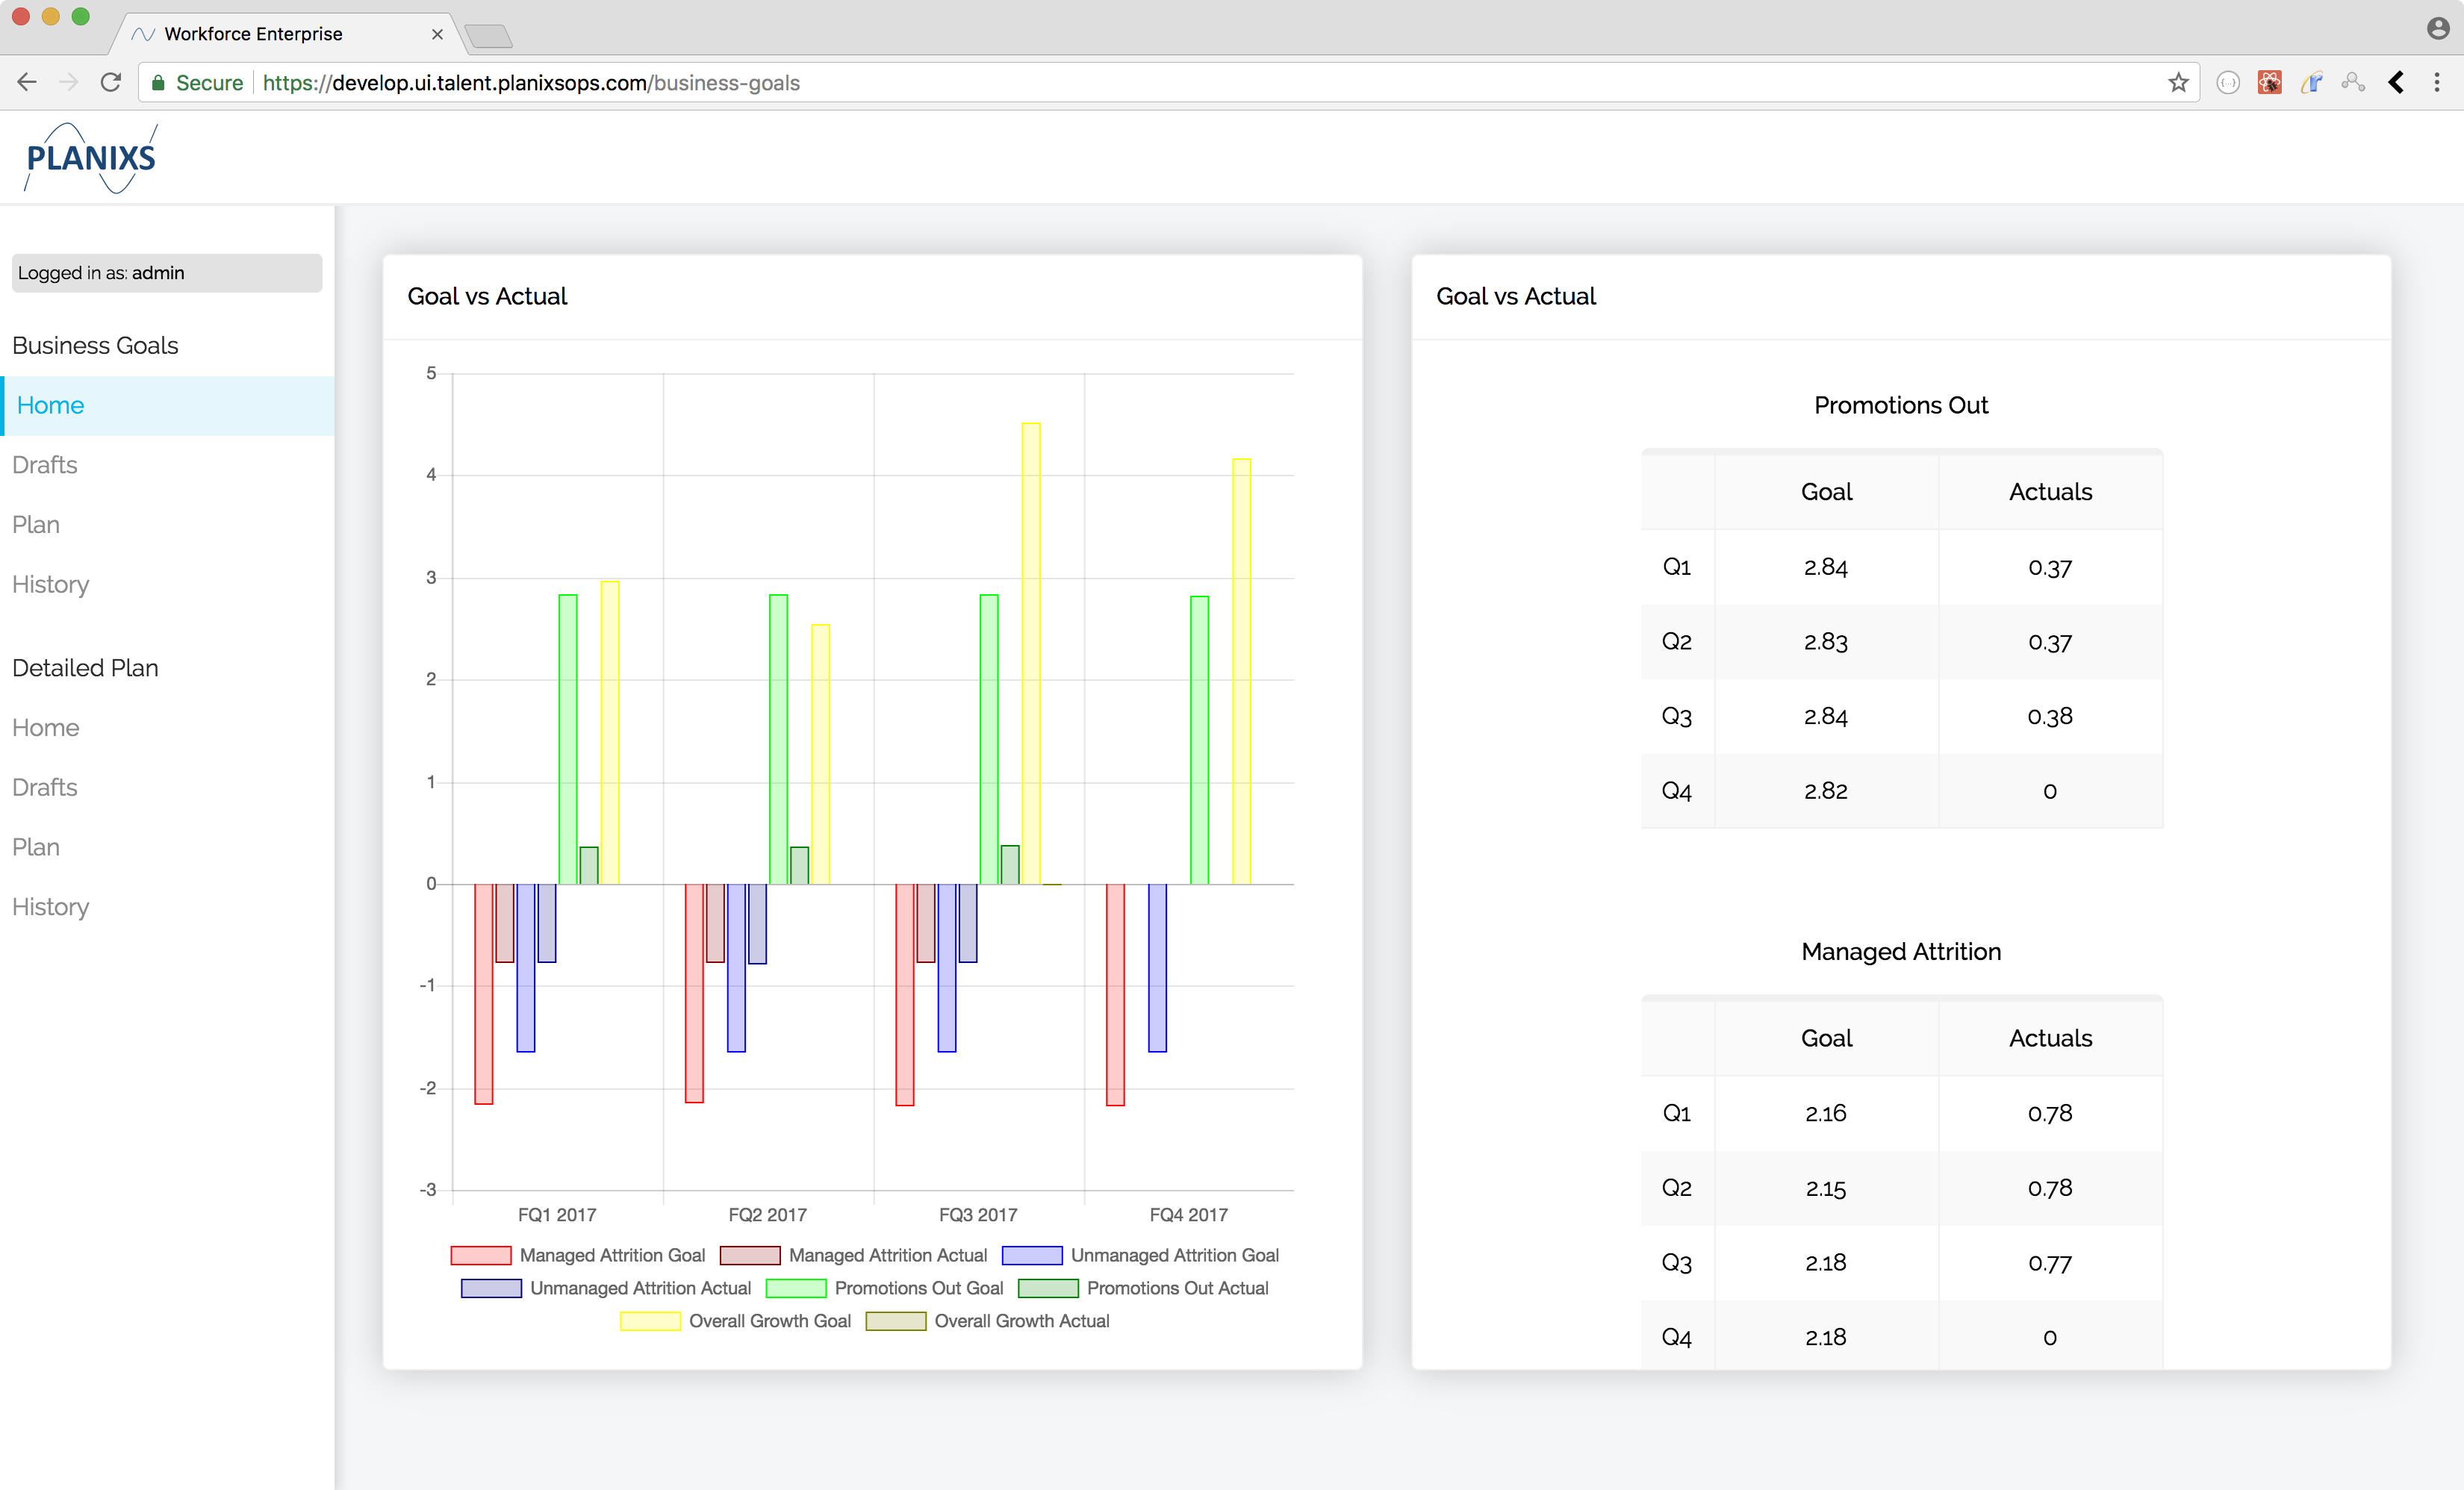 Workforce Enterprise
Secure https://develop.ui.talent.planixsops.com/business-goals
PLANIXS
Logged in as: admin
Business Goals
Home
Drafts
Plan
History
Detailed Plan
Home
Drafts
Plan
History
Goal vs Actual
5
4
3
2
1
0
-1
-2
-3
FQ1 2017 FQ2 2017 FQ3 2017 FQ4 2017
Managed Attrition Goal Managed Attrition Actual Unmanaged Attrition Goal
Unmanaged Attrition Actual Promotions Out Goal Promotions Out Actual
Overall Growth Goal Overall Growth Actual
Goal vs Actual
Promotions Out
Goal Actuals
Q1 2.84 0.37
Q2 2.83 0.37
Q3 2.84 0.38
Q4 2.82 0
Managed Attrition
Goal Actuals
Q1 2.16 0.78
Q2 2.15 0.78
Q3 2.18 0.77
Q4 2.18 0